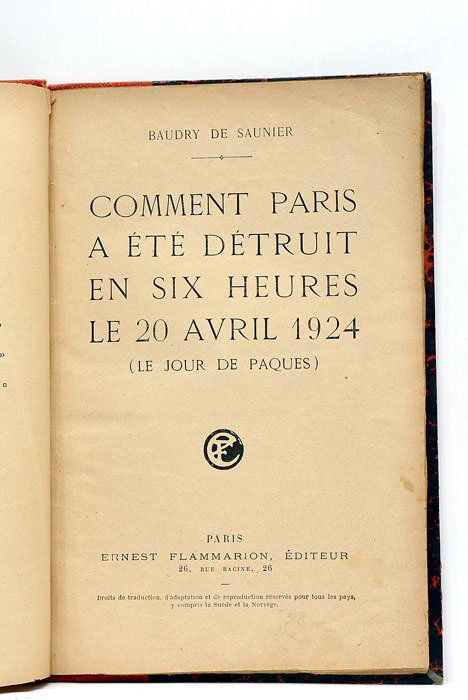 BAUDRY DE SAUNIER
COMMENT PARIS
A ÉTÉ DÉTRUIT
EN SIX HEURES
LE 20 AVRIL 1924
(LE JOUR DE PAQUES)
PARIS
ERNEST FLAMMARION, ÉDITEUR
26, RUE RACINE, 26
Droits de traduction, d'adaptation et de reproduction réservés pour tous les pays,
y compris la Suède et la Norvège.